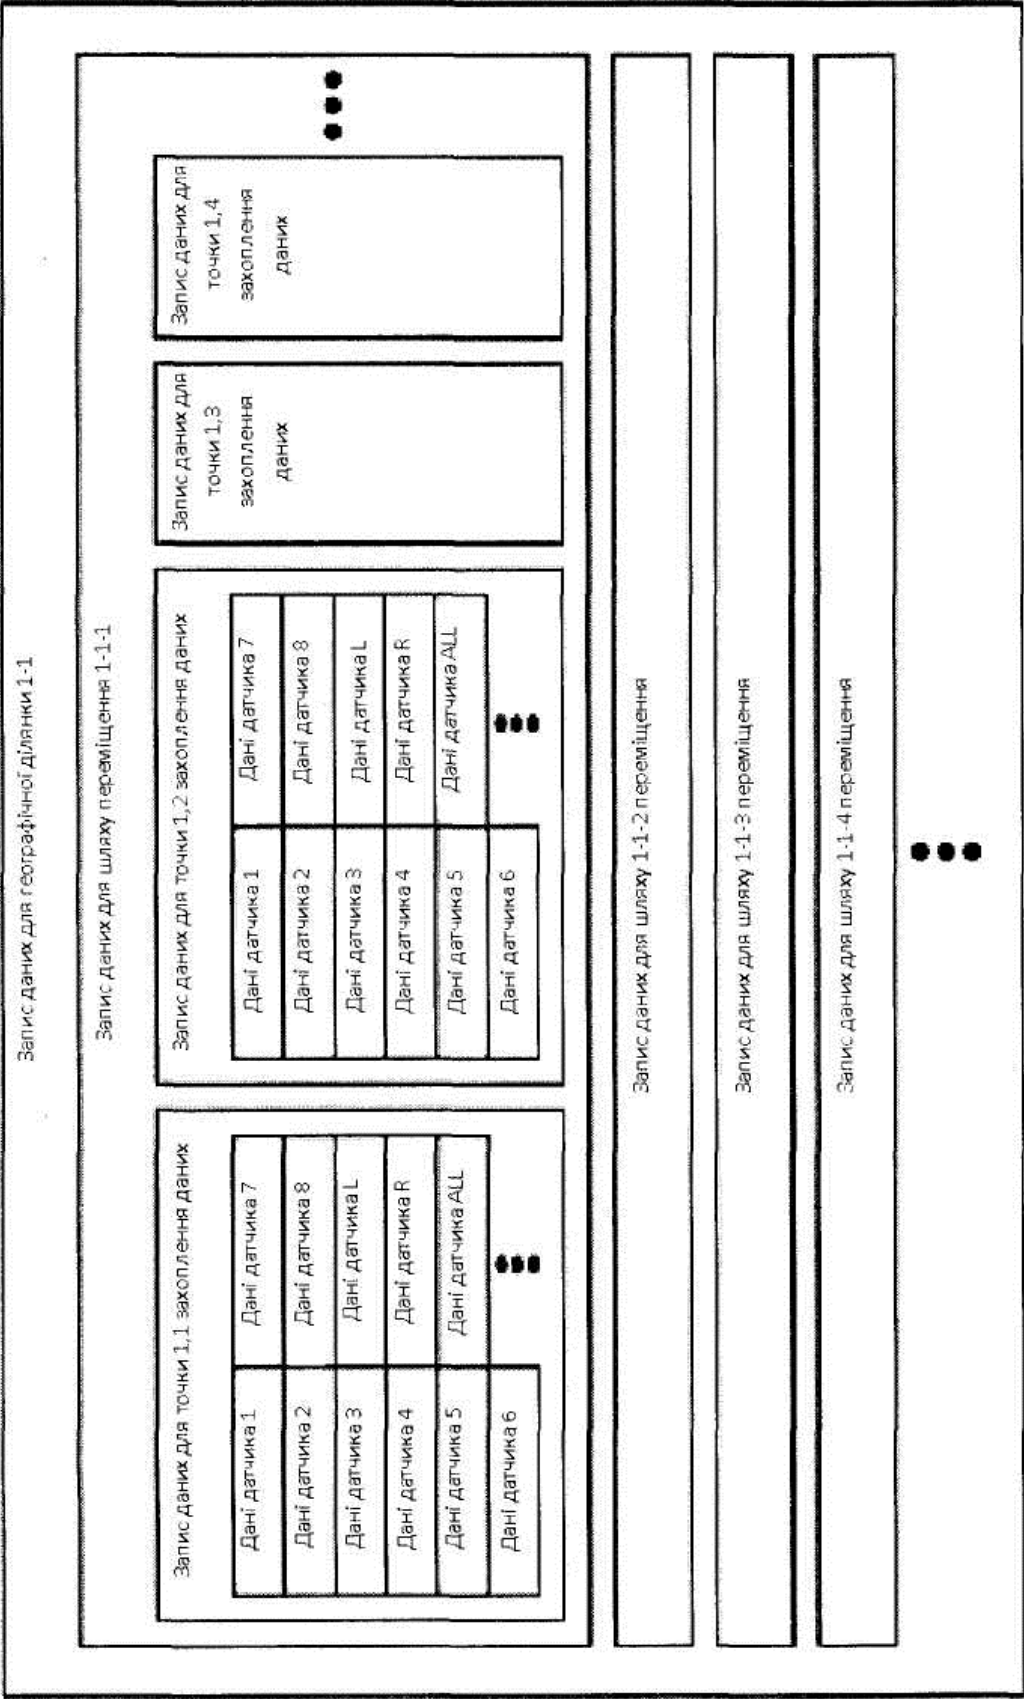 Запис даних для географічної ділянки 1-1
Запис даних для шляху переміщення 1-1-1
Запис даних для точки 1,1 захоплення даних
Дані датчика 1
Дані датчика 7
Дані датчика 2
Дані датчика 8
Дані датчика 3
Дані датчика L
Дані датчика 4
Дані датчика R
Дані датчика 5
Дані датчика ALL
Дані датчика 6
Запис даних для точки 1,2 захоплення даних
Дані датчика 1
Дані датчика 7
Дані датчика 2
Дані датчика 8
Дані датчика 3
Дані датчика L
Дані датчика 4
Дані датчика R
Дані датчика 5
Дані датчика ALL
Дані датчика 6
Запис даних для
точки 1,3
захоплення
даних
Запис даних для
точки 1,4
захоплення
даних
Запис даних для шляху 1-1-2 переміщення
Запис даних для шляху 1-1-3 переміщення
Запис даних для шляху 1-1-4 переміщення